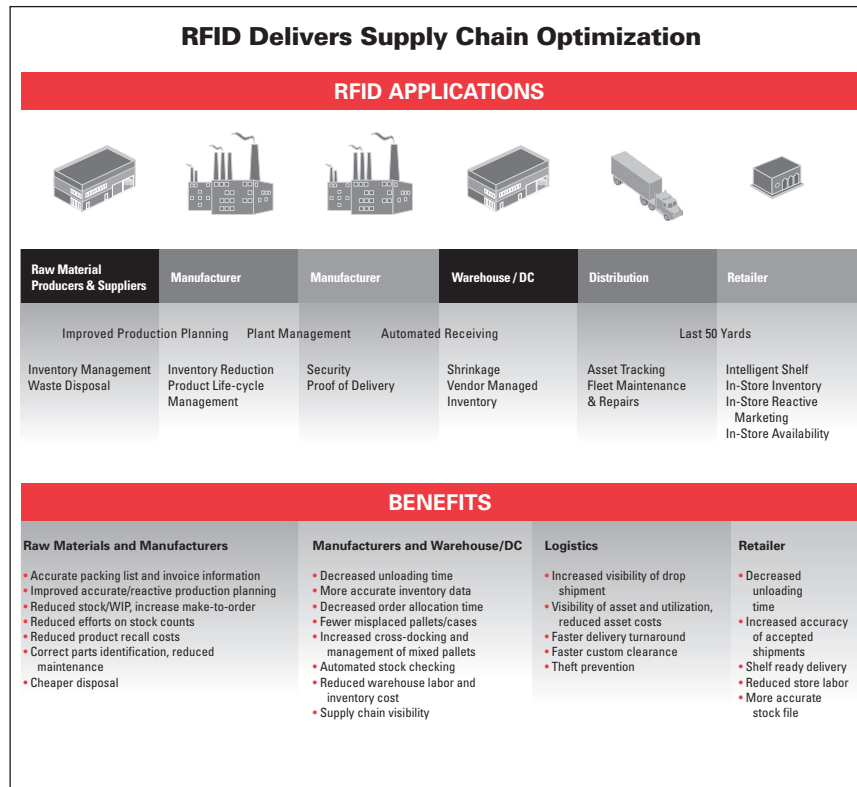 RFID Delivers Supply Chain Optimization
RFID APPLICATIONS
Raw Material
Producers & Suppliers
Manufacturer
Manufacturer
Warehouse / DC
Distribution
Retailer
Improved Production Planning
Plant Management
Automated Receiving
Last 50 Yards
Inventory Management
Waste Disposal
Inventory Reduction
Product Life-cycle
Management
Security
Proof of Delivery
Shrinkage
Vendor Managed
Inventory
Asset Tracking
Fleet Maintenance
& Repairs
Intelligent Shelf
In-Store Inventory
In-Store Reactive
Marketing
In-Store Availability
BENEFITS
Raw Materials and Manufacturers
• Accurate packing list and invoice information
• Improved accurate/reactive production planning
• Reduced stock/WIP, increase make-to-order
• Reduced efforts on stock counts
• Reduced product recall costs
• Correct parts identification, reduced
maintenance
• Cheaper disposal
Manufacturers and Warehouse/DC
• Decreased unloading time
• More accurate inventory data
• Decreased order allocation time
• Fewer misplaced pallets/cases
• Increased cross-docking and
management of mixed pallets
• Automated stock checking
• Reduced warehouse labor and
inventory cost
• Supply chain visibility
Logistics
• Increased visibility of drop
shipment
• Visibility of asset and utilization,
reduced asset costs
• Faster delivery turnaround
• Faster custom clearance
• Theft prevention
Retailer
• Decreased
unloading
time
• Increased accuracy
of accepted
shipments
• Shelf ready delivery
• Reduced store labor
• More accurate
stock file